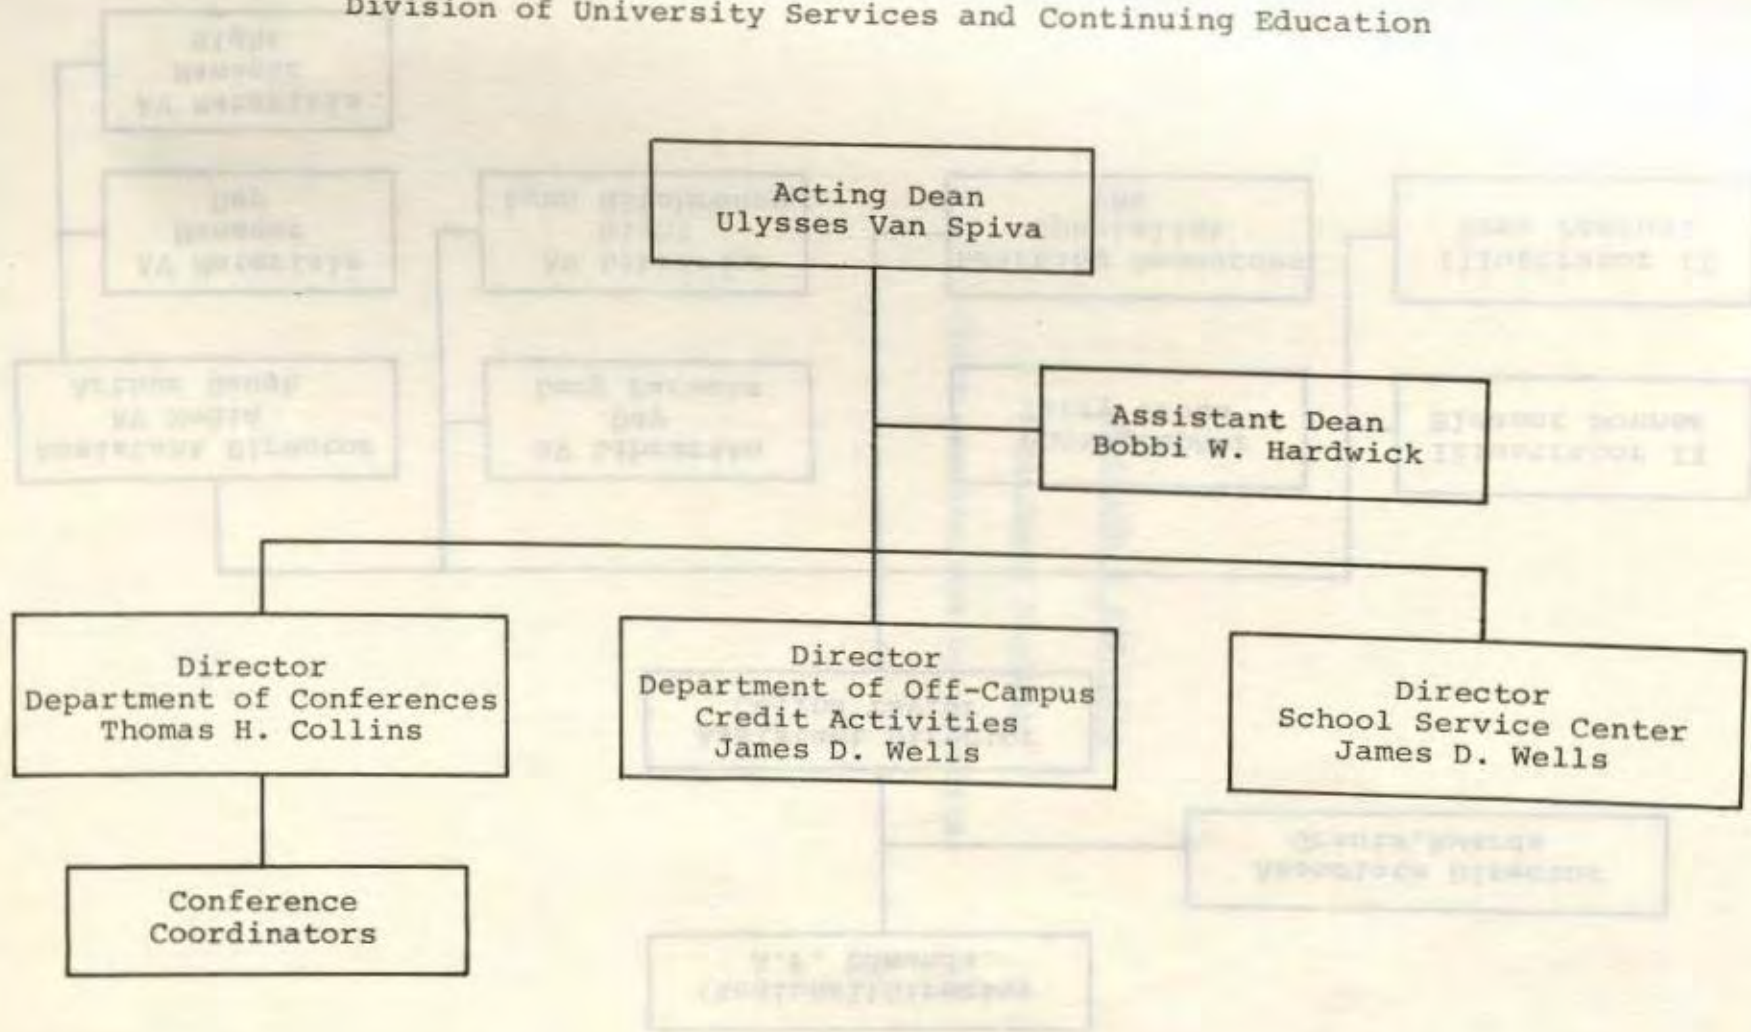 Division of University Services and Continuing Education
Acting Dean
Ulysses Van Spiva
Assistant Dean
Bobbi W. Hardwick
Director
Department of Conferences
Thomas H. Collins
Director
Department of Off-Campus
Credit Activities
James D. Wells
Director
School Service Center
James D. Wells
Conference
Coordinators